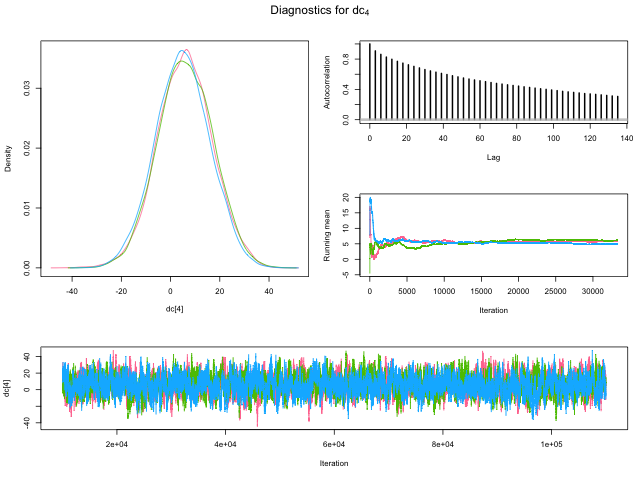 Diagnostics for dc4
Density
0.00 0.01 0.02 0.03
-40 -20 0 20 40
dc[4]
Autocorrelation
0.0 0.4 0.8
0 20 40 60 80 100 120 140
Lag
Running mean
-5 0 5 10 15 20
0 5000 10000 15000 20000 25000 30000
Iteration
dc[4]
-40 0 20 40
2e+04 4e+04 6e+04 8e+04 1e+05
Iteration